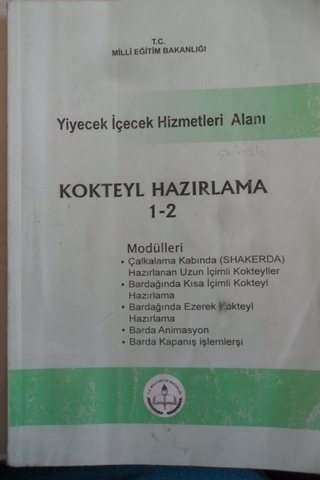 T.C.
MİLLİ EĞİTİM BAKANLIĞI
Yiyecek İçecek Hizmetleri Alanı
KOKTEYL HAZIRLAMA
1-2
Modülleri
• Çalkalama Kabında (SHAKERDA)
Hazırlanan Uzun İçimli Kokteyller
• Bardağında Kısa İçimli Kokteyl
Hazırlama
• Bardağında Ezerek Kokteyl
Hazırlama
• Barda Animasyon
• Barda Kapanış işlemlerşi